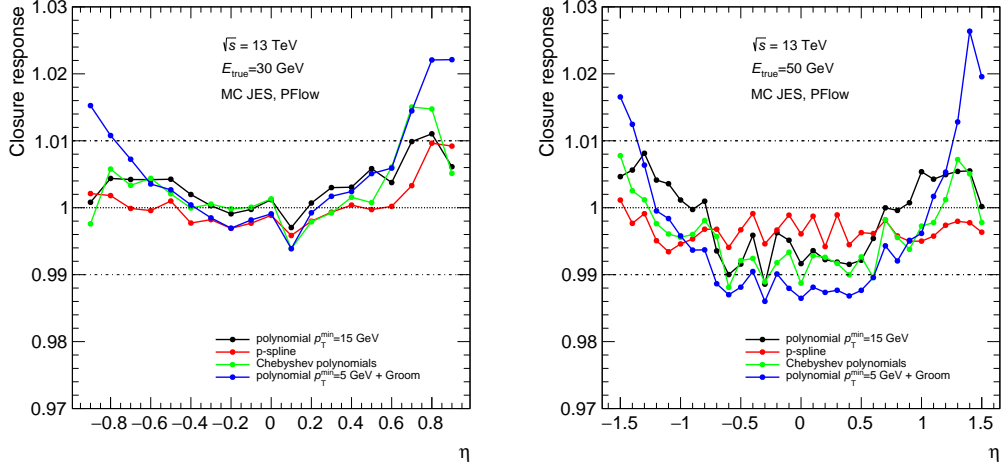 Closure response
1.03
1.02
1.01
1
0.99
0.98
0.97
√s = 13 TeV
E_true=30 GeV
MC JES, PFlow
polynomial p_T^min=15 GeV
p-spline
Chebyshev polynomials
polynomial p_T^min=5 GeV + Groom
−0.8 −0.6 −0.4 −0.2 0 0.2 0.4 0.6 0.8
η
Closure response
1.03
1.02
1.01
1
0.99
0.98
0.97
√s = 13 TeV
E_true=50 GeV
MC JES, PFlow
polynomial p_T^min=15 GeV
p-spline
Chebyshev polynomials
polynomial p_T^min=5 GeV + Groom
−1.5 −1 −0.5 0 0.5 1 1.5
η